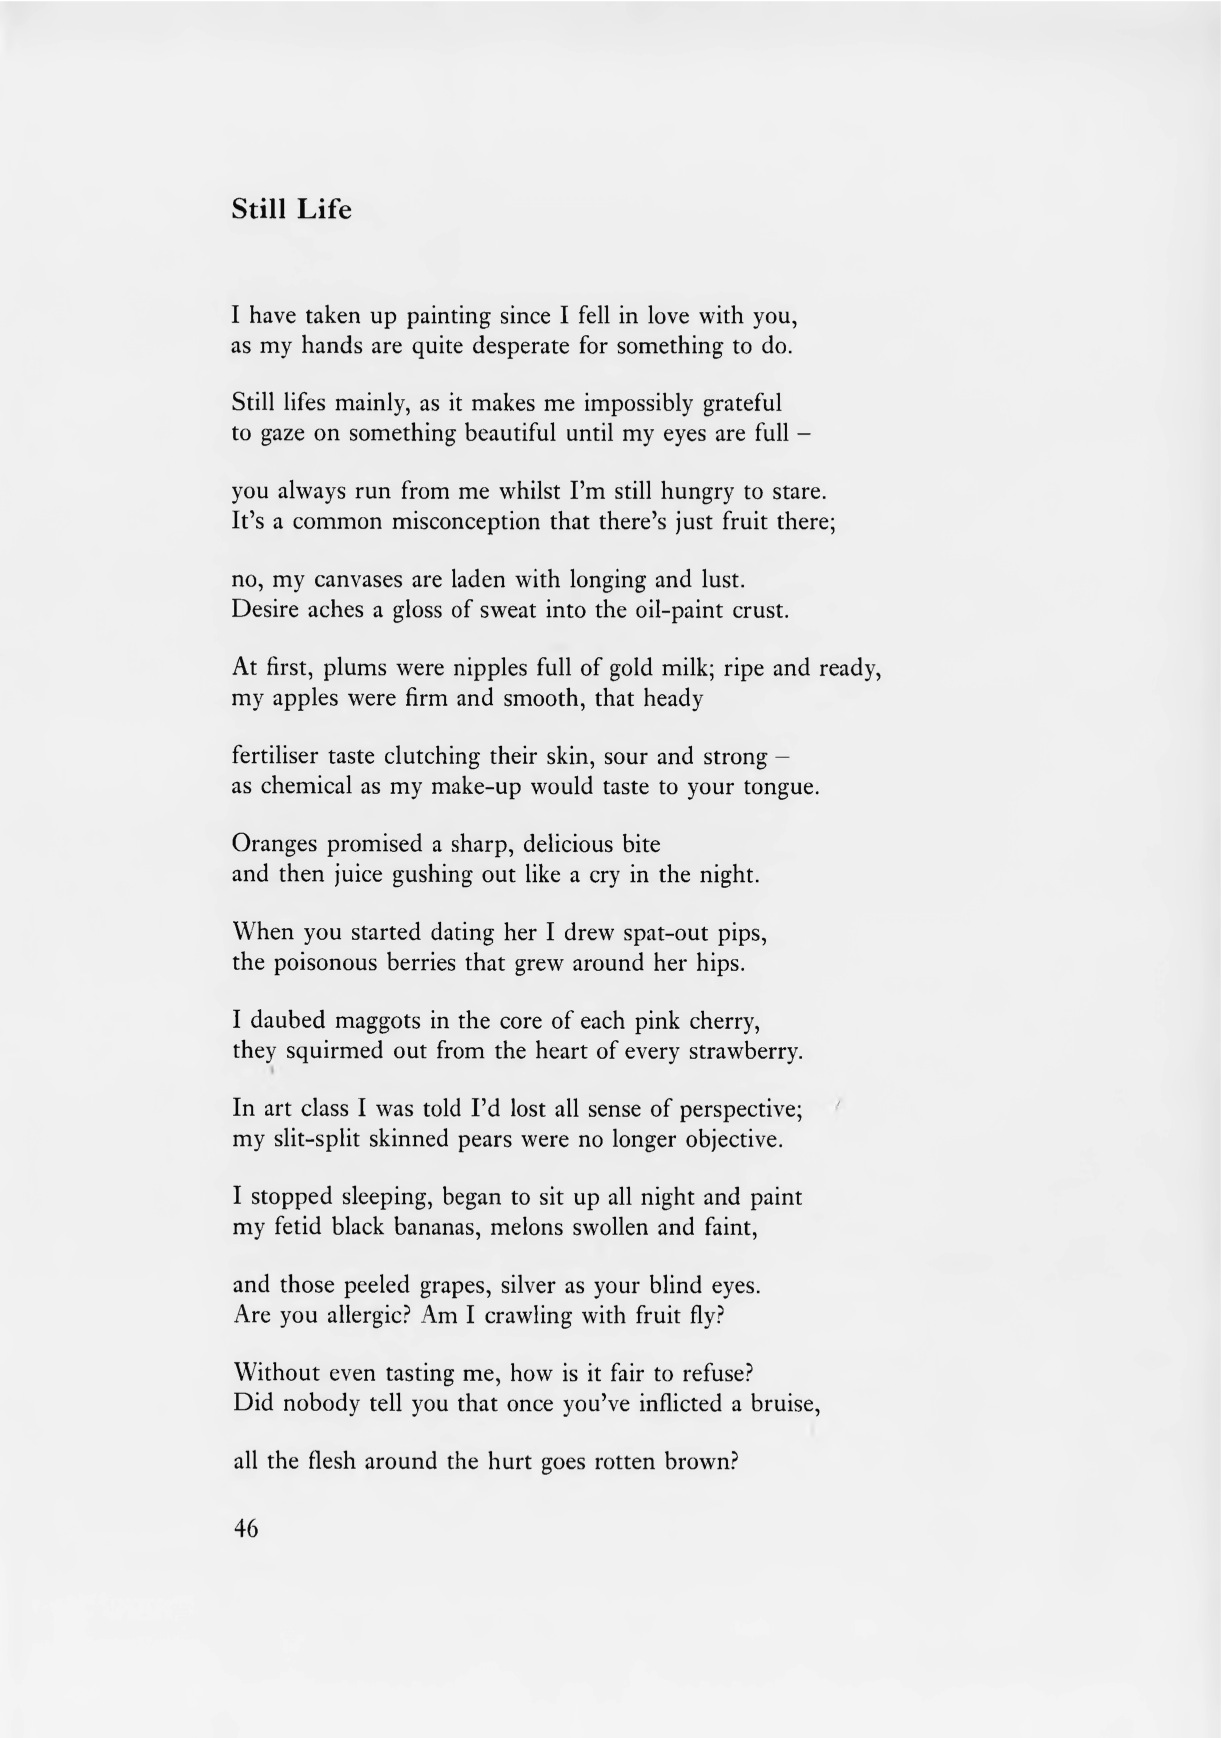 Still Life
I have taken up painting since I fell in love with you,
as my hands are quite desperate for something to do.
Still lifes mainly, as it makes me impossibly grateful
to gaze on something beautiful until my eyes are full –
you always run from me whilst I'm still hungry to stare.
It's a common misconception that there's just fruit there;
no, my canvases are laden with longing and lust.
Desire aches a gloss of sweat into the oil-paint crust.
At first, plums were nipples full of gold milk; ripe and ready,
my apples were firm and smooth, that heady
fertiliser taste clutching their skin, sour and strong –
as chemical as my make-up would taste to your tongue.
Oranges promised a sharp, delicious bite
and then juice gushing out like a cry in the night.
When you started dating her I drew spat-out pips,
the poisonous berries that grew around her hips.
I daubed maggots in the core of each pink cherry,
they squirmed out from the heart of every strawberry.
In art class I was told I'd lost all sense of perspective;
my slit-split skinned pears were no longer objective.
I stopped sleeping, began to sit up all night and paint
my fetid black bananas, melons swollen and faint,
and those peeled grapes, silver as your blind eyes.
Are you allergic? Am I crawling with fruit fly?
Without even tasting me, how is it fair to refuse?
Did nobody tell you that once you've inflicted a bruise,
all the flesh around the hurt goes rotten brown?
46